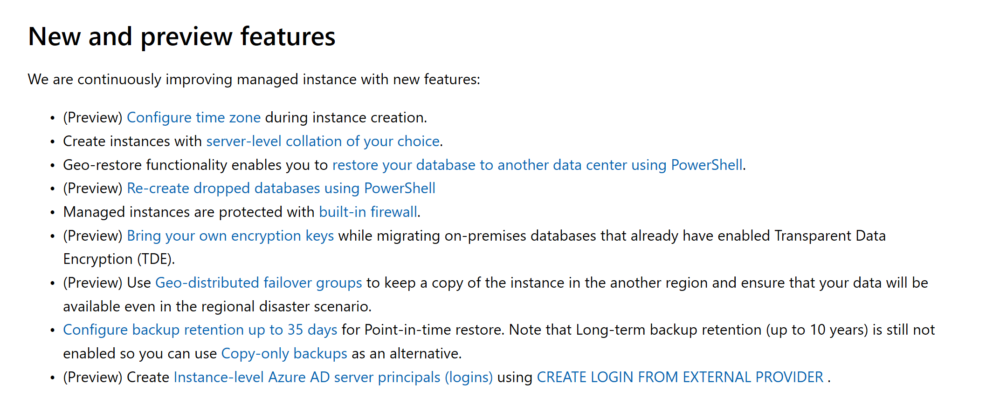 New and preview features
We are continuously improving managed instance with new features:
• (Preview) Configure time zone during instance creation.
• Create instances with server-level collation of your choice.
• Geo-restore functionality enables you to restore your database to another data center using PowerShell.
• (Preview) Re-create dropped databases using PowerShell
• Managed instances are protected with built-in firewall.
• (Preview) Bring your own encryption keys while migrating on-premises databases that already have enabled Transparent Data
Encryption (TDE).
• (Preview) Use Geo-distributed failover groups to keep a copy of the instance in the another region and ensure that your data will be
available even in the regional disaster scenario.
• Configure backup retention up to 35 days for Point-in-time restore. Note that Long-term backup retention (up to 10 years) is still not
enabled so you can use Copy-only backups as an alternative.
• (Preview) Create Instance-level Azure AD server principals (logins) using CREATE LOGIN FROM EXTERNAL PROVIDER .